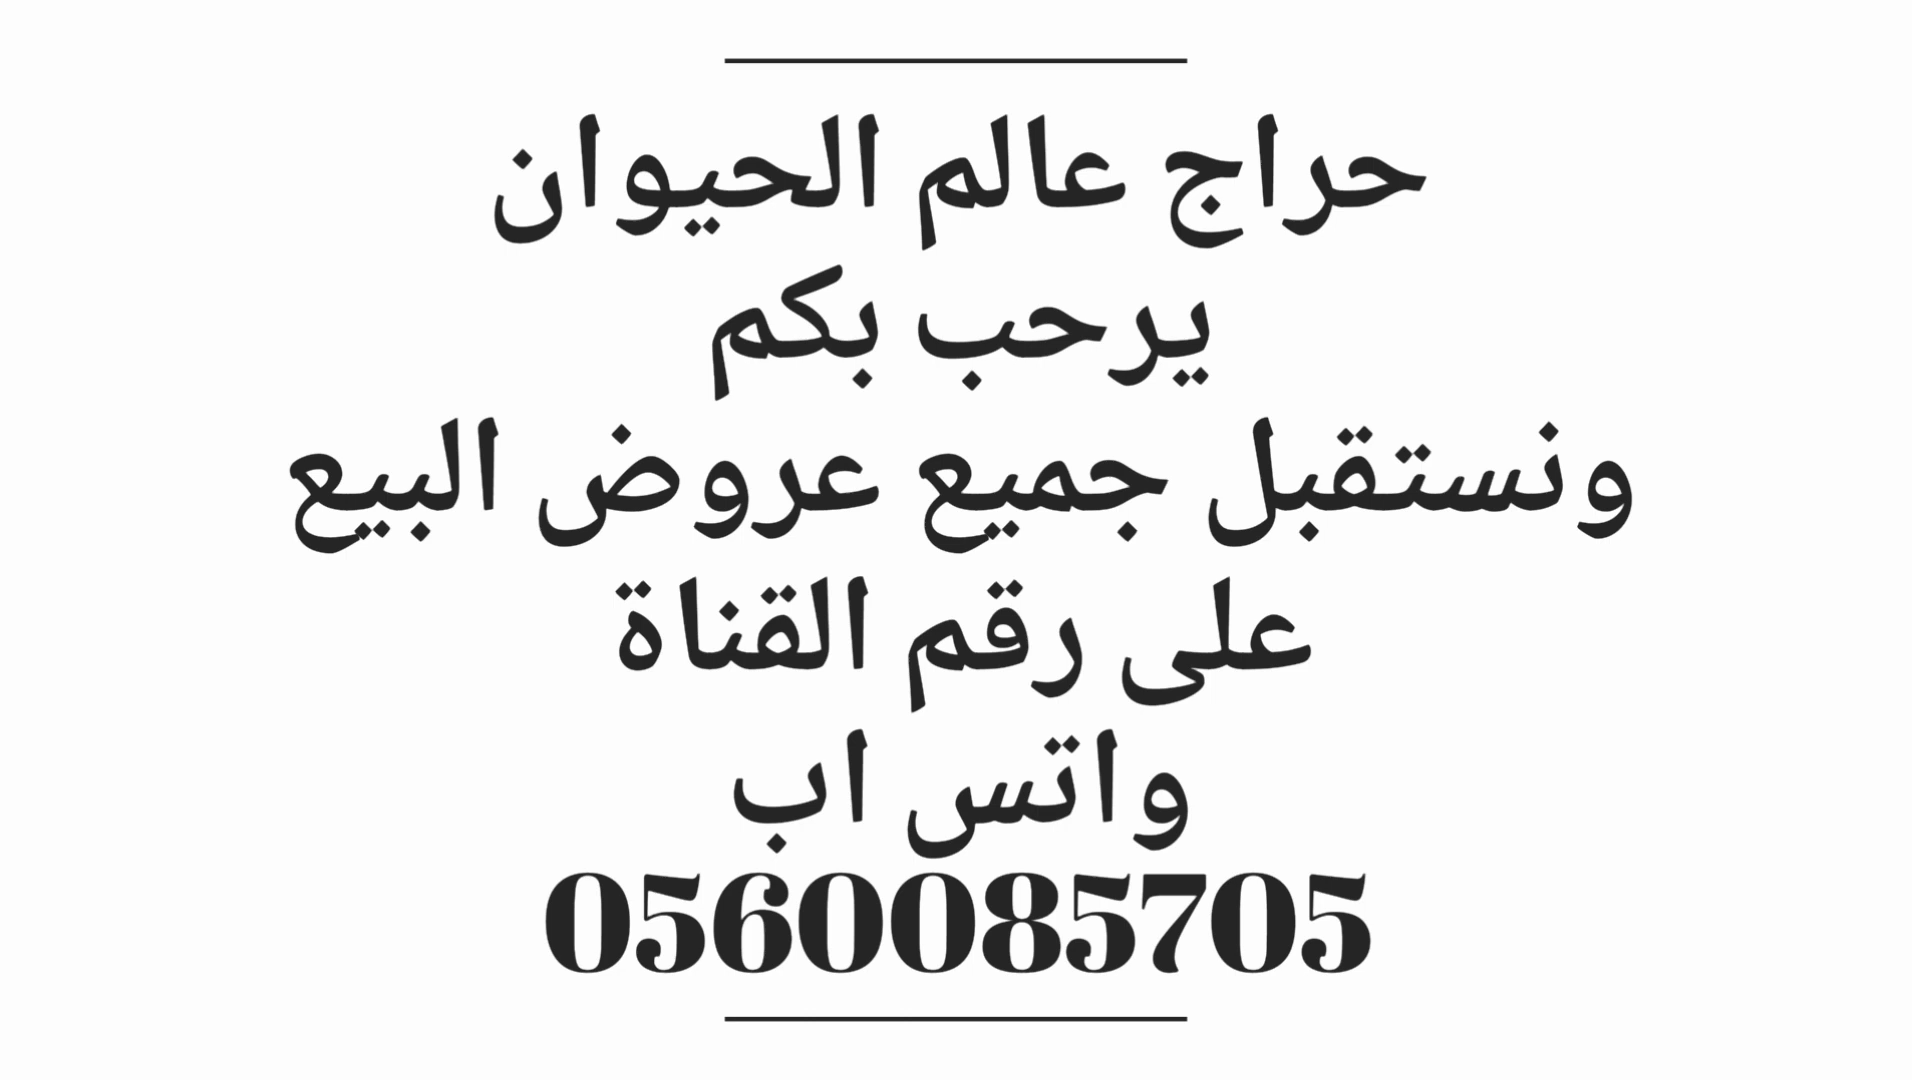 حراج عالم الحيوان
يرحب بكم
ونستقبل جميع عروض البيع
على رقم القناة
واتس اب
0560085705